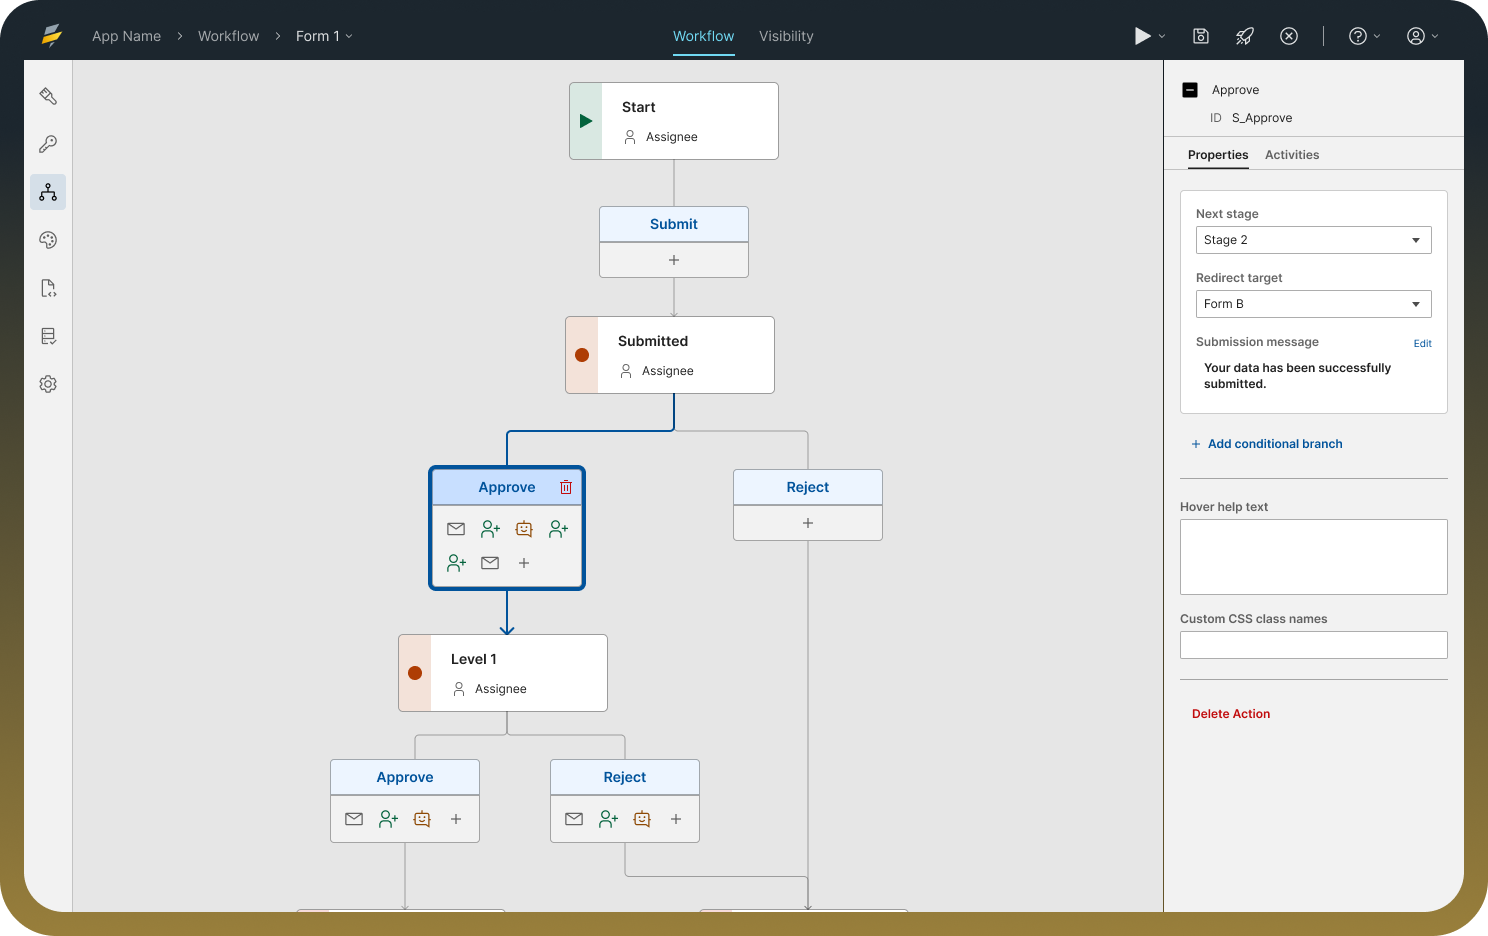 App Name
Workflow
Form 1
Workflow
Visibility
Start
Assignee
Submit
Submitted
Assignee
Approve
Reject
Level 1
Assignee
Approve
Reject
Approve
ID S_Approve
Properties
Activities
Next stage
Stage 2
Redirect target
Form B
Submission message
Edit
Your data has been successfully
submitted.
+ Add conditional branch
Hover help text
Custom CSS class names
Delete Action